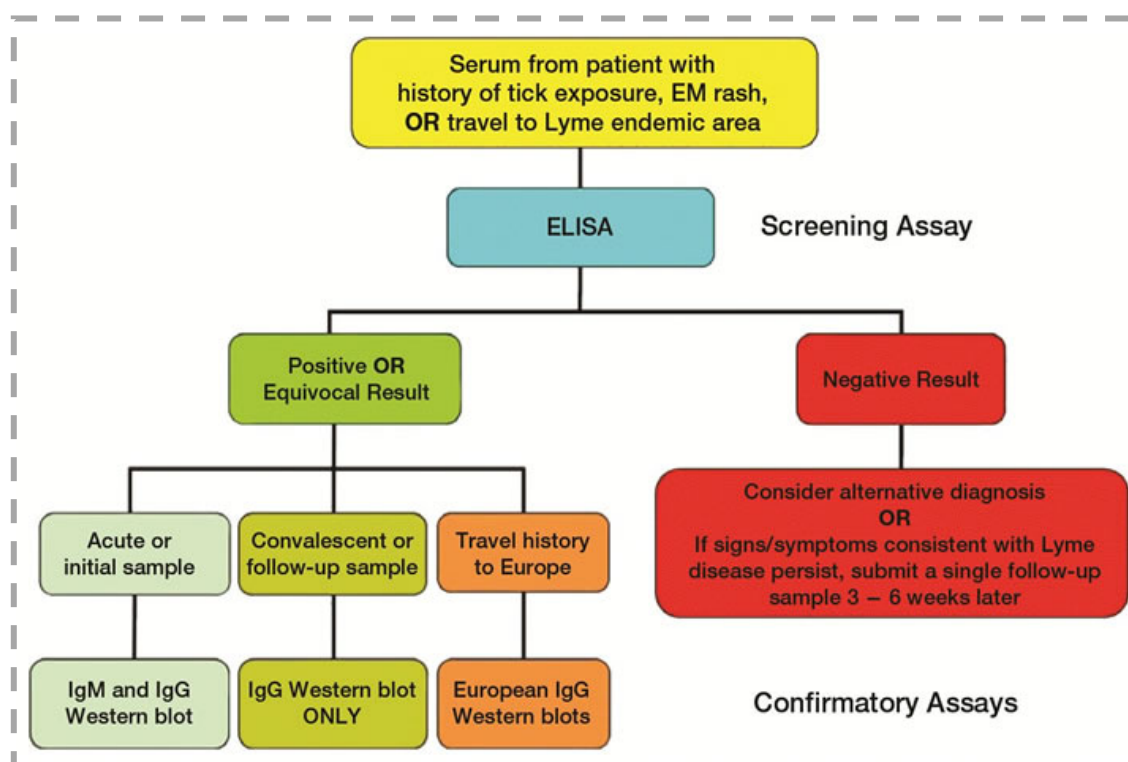 Serum from patient with
history of tick exposure, EM rash,
OR travel to Lyme endemic area
ELISA
Screening Assay
Positive OR
Equivocal Result
Negative Result
Acute or
initial sample
Convalescent or
follow-up sample
Travel history
to Europe
Consider alternative diagnosis
OR
If signs/symptoms consistent with Lyme
disease persist, submit a single follow-up
sample 3 – 6 weeks later
IgM and IgG
Western blot
IgG Western blot
ONLY
European IgG
Western blots
Confirmatory Assays